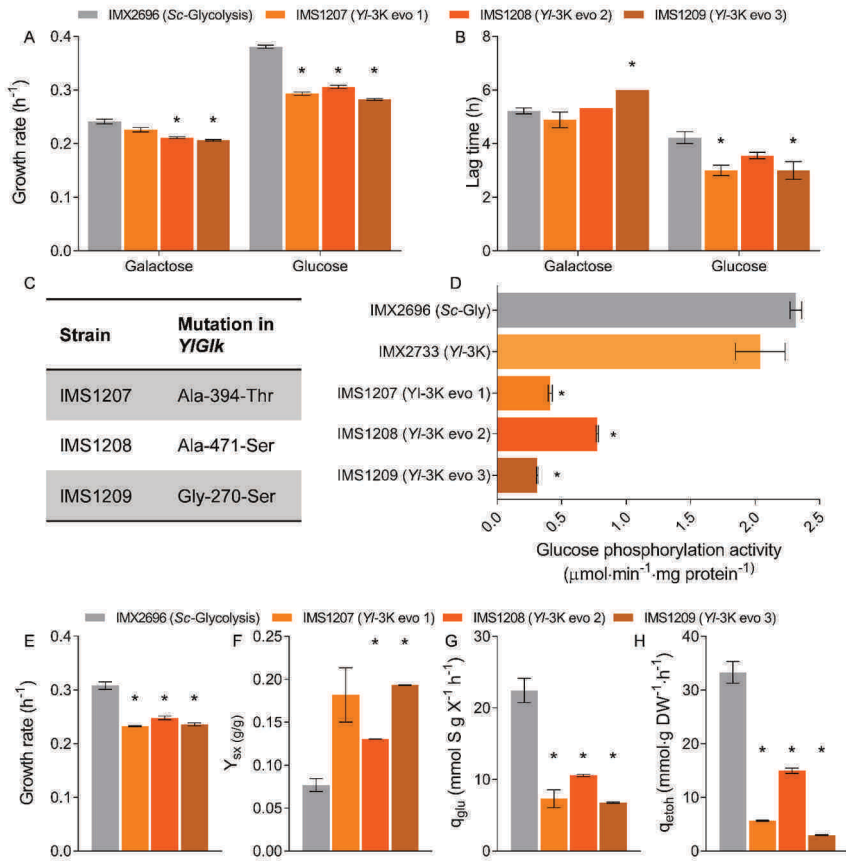 IMX2696 (Sc-Glycolysis) IMS1207 (Yl-3K evo 1) IMS1208 (Yl-3K evo 2) IMS1209 (Yl-3K evo 3)
A
Growth rate (h⁻¹)
0.4
0.3
0.2
0.1
0.0
* * * * *
Galactose Glucose
B
Lag time (h)
8
6
4
2
0
* * *
Galactose Glucose
C
Strain Mutation in
YlGlk
IMS1207 Ala-394-Thr
IMS1208 Ala-471-Ser
IMS1209 Gly-270-Ser
D
IMX2696 (Sc-Gly)
IMX2733 (Yl-3K)
IMS1207 (Yl-3K evo 1) *
IMS1208 (Yl-3K evo 2) *
IMS1209 (Yl-3K evo 3) *
0.0 0.5 1.0 1.5 2.0 2.5
Glucose phosphorylation activity
(μmol·min⁻¹·mg protein⁻¹)
IMX2696 (Sc-Glycolysis) IMS1207 (Yl-3K evo 1) IMS1208 (Yl-3K evo 2) IMS1209 (Yl-3K evo 3)
E
Growth rate (h⁻¹)
0.4
0.3
0.2
0.1
0.0
* * *
F
Y_sx (g/g)
0.20
0.15
0.10
0.05
0.00
* *
G
q_glu (mmol S g X⁻¹ h⁻¹)
30
20
10
0
* * *
H
q_etoh (mmol·g DW⁻¹·h⁻¹)
40
30
20
10
0
* * *